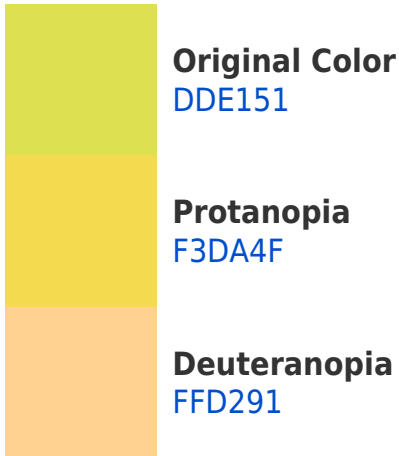 Original Color
DDE151
Protanopia
F3DA4F
Deuteranopia
FFD291